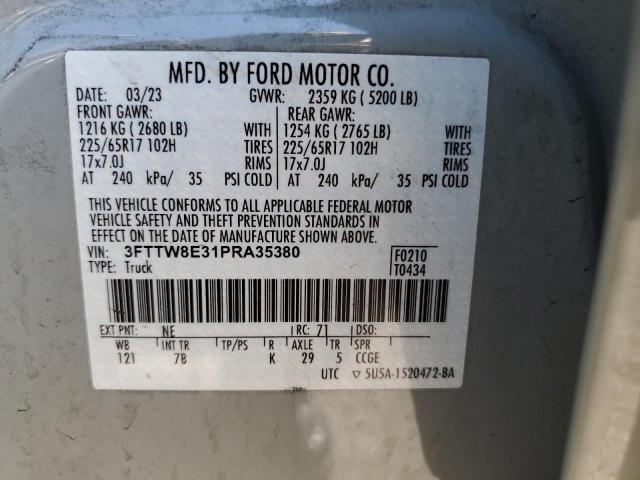 MFD. BY FORD MOTOR CO.
DATE: 03/23 GVWR: 2359 KG ( 5200 LB)
FRONT GAWR: REAR GAWR:
1216 KG ( 2680 LB) WITH 1254 KG ( 2765 LB) WITH
225/65R17 102H TIRES 225/65R17 102H TIRES
17x7.0J RIMS 17x7.0J RIMS
AT 240 kPa/ 35 PSI COLD AT 240 kPa/ 35 PSI COLD
THIS VEHICLE CONFORMS TO ALL APPLICABLE FEDERAL MOTOR
VEHICLE SAFETY AND THEFT PREVENTION STANDARDS IN
EFFECT ON THE DATE OF MANUFACTURE SHOWN ABOVE.
VIN: 3FTTW8E31PRA35380 F0210
TYPE: Truck T0434
EXT PNT: NE RC: 71 DSO:
WB INT TR TP/PS R AXLE TR SPR
121 7B K 29 5 CCGE
UTC ▽ 5U5A-1520472-BA